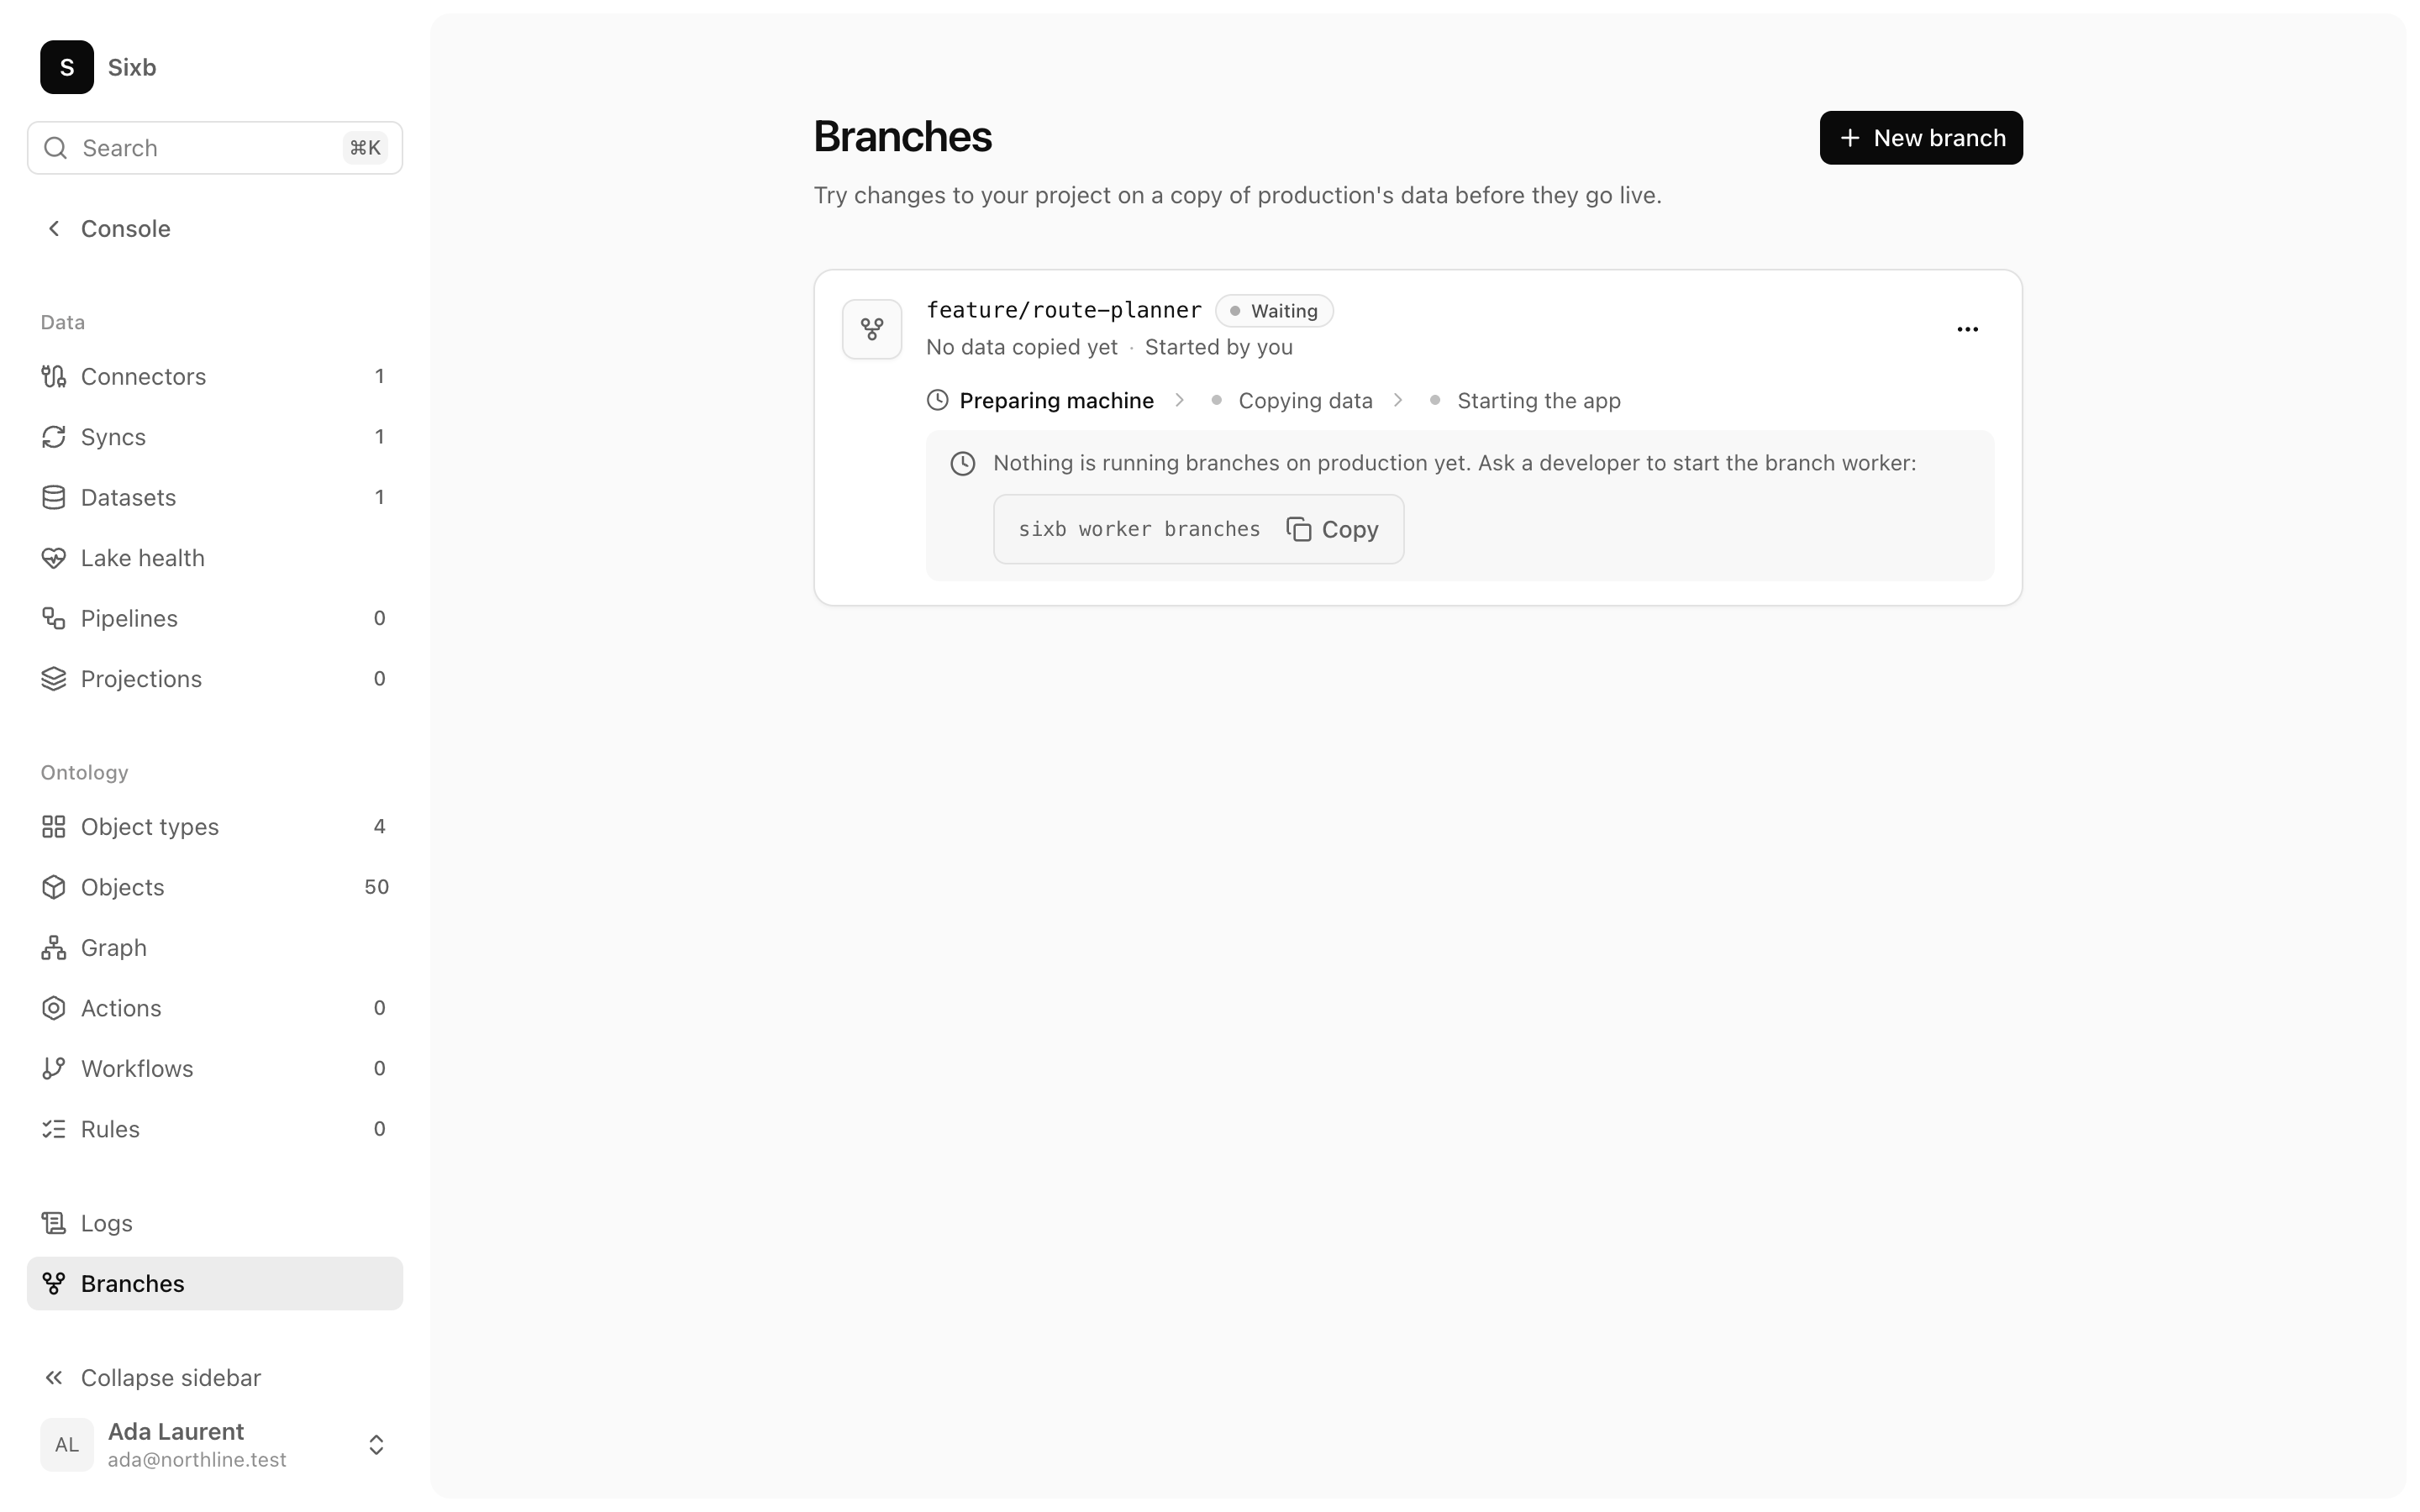 S Sixb
Search ⌘K
Console
Data
Connectors 1
Syncs 1
Datasets 1
Lake health
Pipelines 0
Projections 0
Ontology
Object types 4
Objects 50
Graph
Actions 0
Workflows 0
Rules 0
Logs
Branches
Collapse sidebar
AL Ada Laurent
ada@northline.test
Branches
New branch
Try changes to your project on a copy of production's data before they go live.
feature/route-planner Waiting
No data copied yet · Started by you
Preparing machine Copying data Starting the app
Nothing is running branches on production yet. Ask a developer to start the branch worker:
sixb worker branches Copy